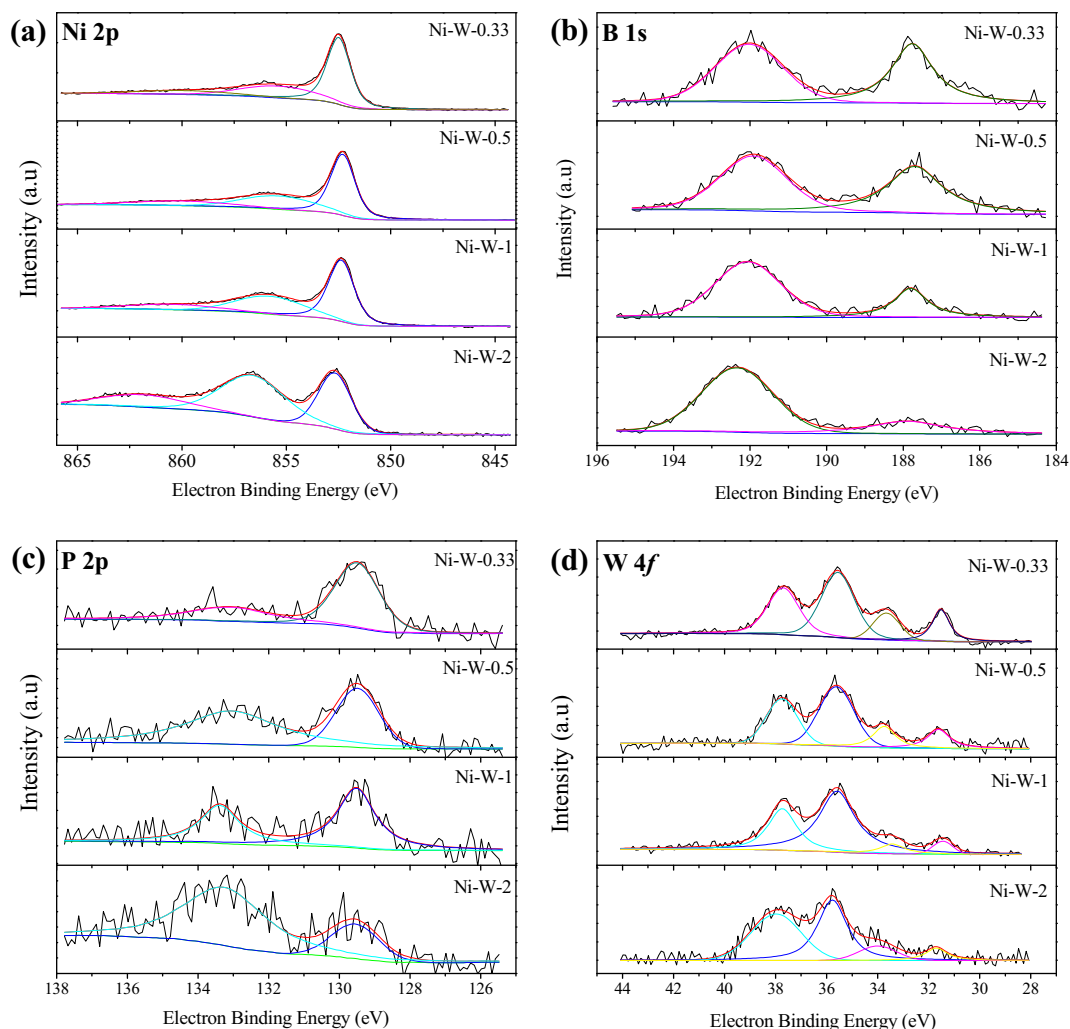 (a) Ni 2p
Ni-W-0.33
Ni-W-0.5
Ni-W-1
Ni-W-2
Intensity (a.u)
865 860 855 850 845
Electron Binding Energy (eV)
(b) B 1s
Ni-W-0.33
Ni-W-0.5
Ni-W-1
Ni-W-2
Intensity (a.u)
196 194 192 190 188 186 184
Electron Binding Energy (eV)
(c) P 2p
Ni-W-0.33
Ni-W-0.5
Ni-W-1
Ni-W-2
Intensity (a.u)
138 136 134 132 130 128 126
Electron Binding Energy (eV)
(d) W 4f
Ni-W-0.33
Ni-W-0.5
Ni-W-1
Ni-W-2
Intensity (a.u)
44 42 40 38 36 34 32 30 28
Electron Binding Energy (eV)